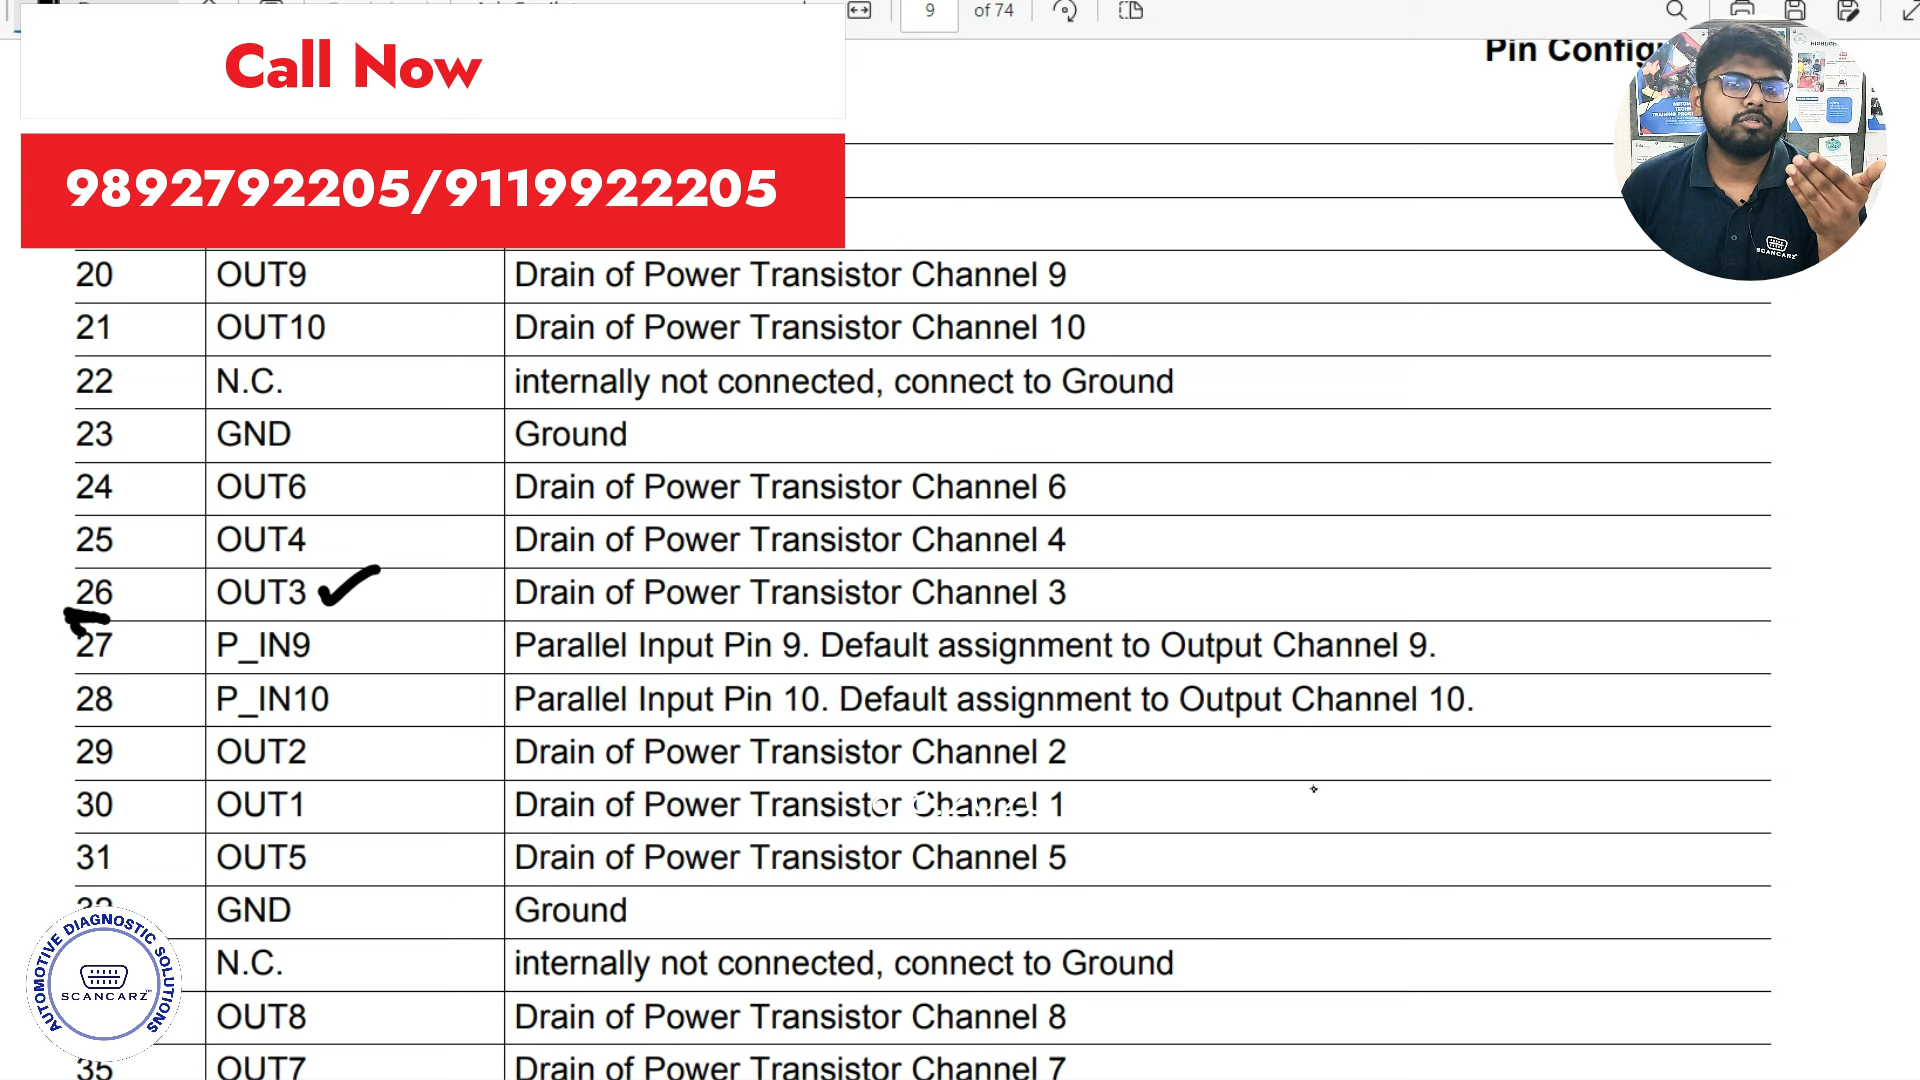 9 of 74
Pin Config
Call Now
9892792205/9119922205
20 OUT9 Drain of Power Transistor Channel 9
21 OUT10 Drain of Power Transistor Channel 10
22 N.C. internally not connected, connect to Ground
23 GND Ground
24 OUT6 Drain of Power Transistor Channel 6
25 OUT4 Drain of Power Transistor Channel 4
26 OUT3 Drain of Power Transistor Channel 3
27 P_IN9 Parallel Input Pin 9. Default assignment to Output Channel 9.
28 P_IN10 Parallel Input Pin 10. Default assignment to Output Channel 10.
29 OUT2 Drain of Power Transistor Channel 2
30 OUT1 Drain of Power Transistor Channel 1
31 OUT5 Drain of Power Transistor Channel 5
32 GND Ground
N.C. internally not connected, connect to Ground
OUT8 Drain of Power Transistor Channel 8
35 OUT7 Drain of Power Transistor Channel 7
AUTOMOTIVE DIAGNOSTIC SOLUTIONS
SCANCARZ™
SCANCARZ